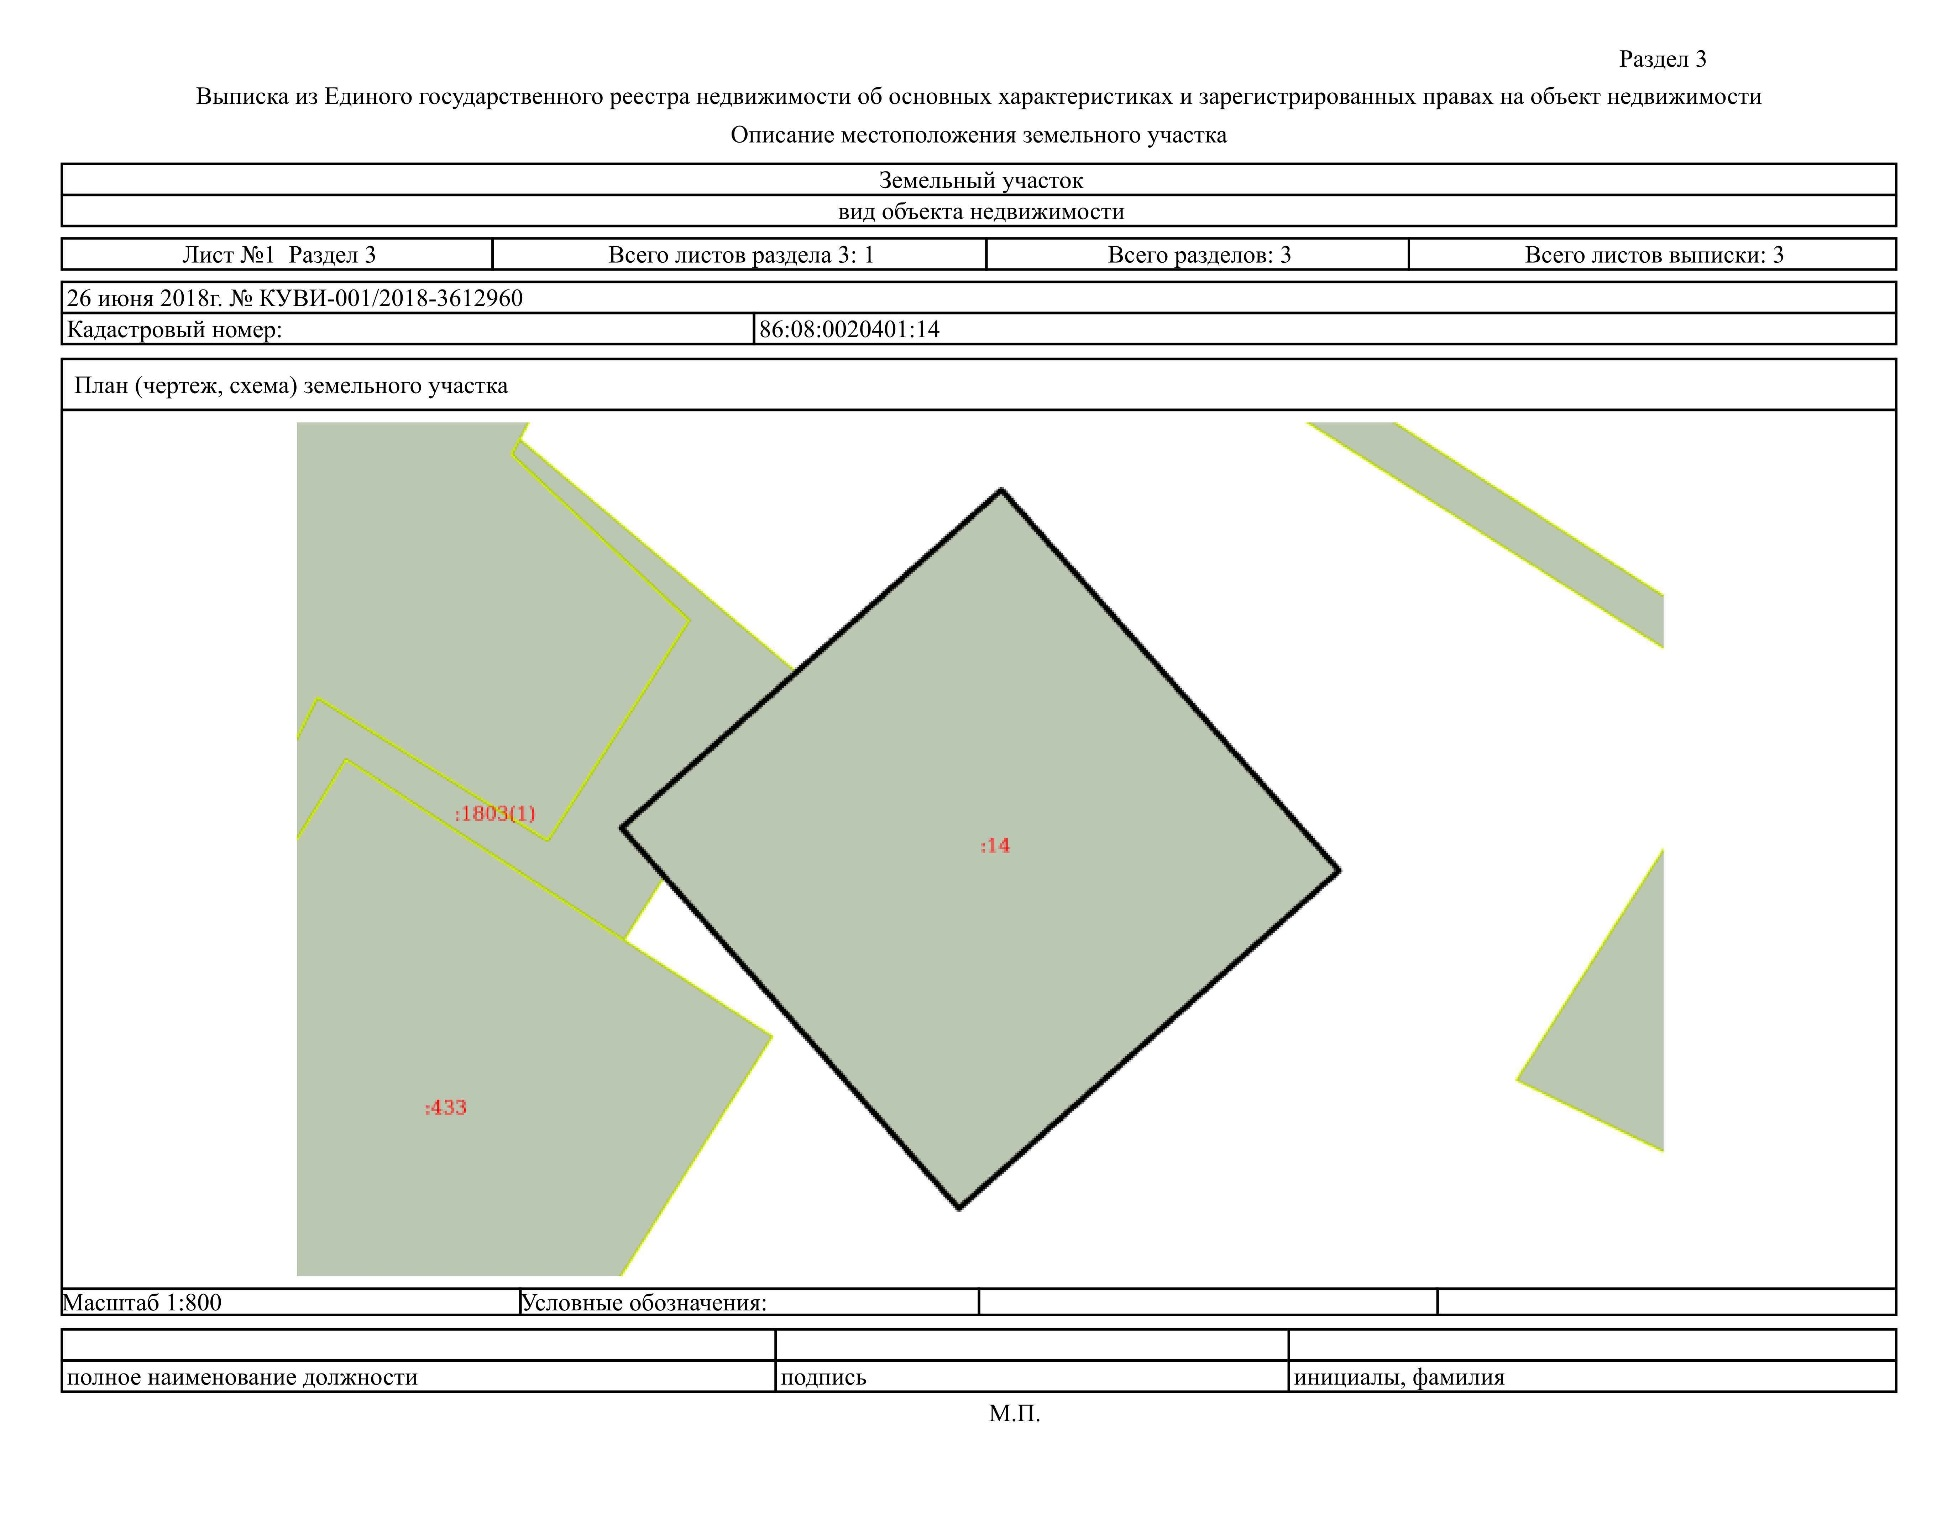 Раздел 3
Выписка из Единого государственного реестра недвижимости об основных характеристиках и зарегистрированных правах на объект недвижимости
Описание местоположения земельного участка
Земельный участок
вид объекта недвижимости
Лист №1 Раздел 3 Всего листов раздела 3: 1 Всего разделов: 3 Всего листов выписки: 3
26 июня 2018г. № КУВИ-001/2018-3612960
Кадастровый номер: 86:08:0020401:14
План (чертеж, схема) земельного участка
:1803(1)
:14
:433
Масштаб 1:800 Условные обозначения:
полное наименование должности подпись инициалы, фамилия
М.П.